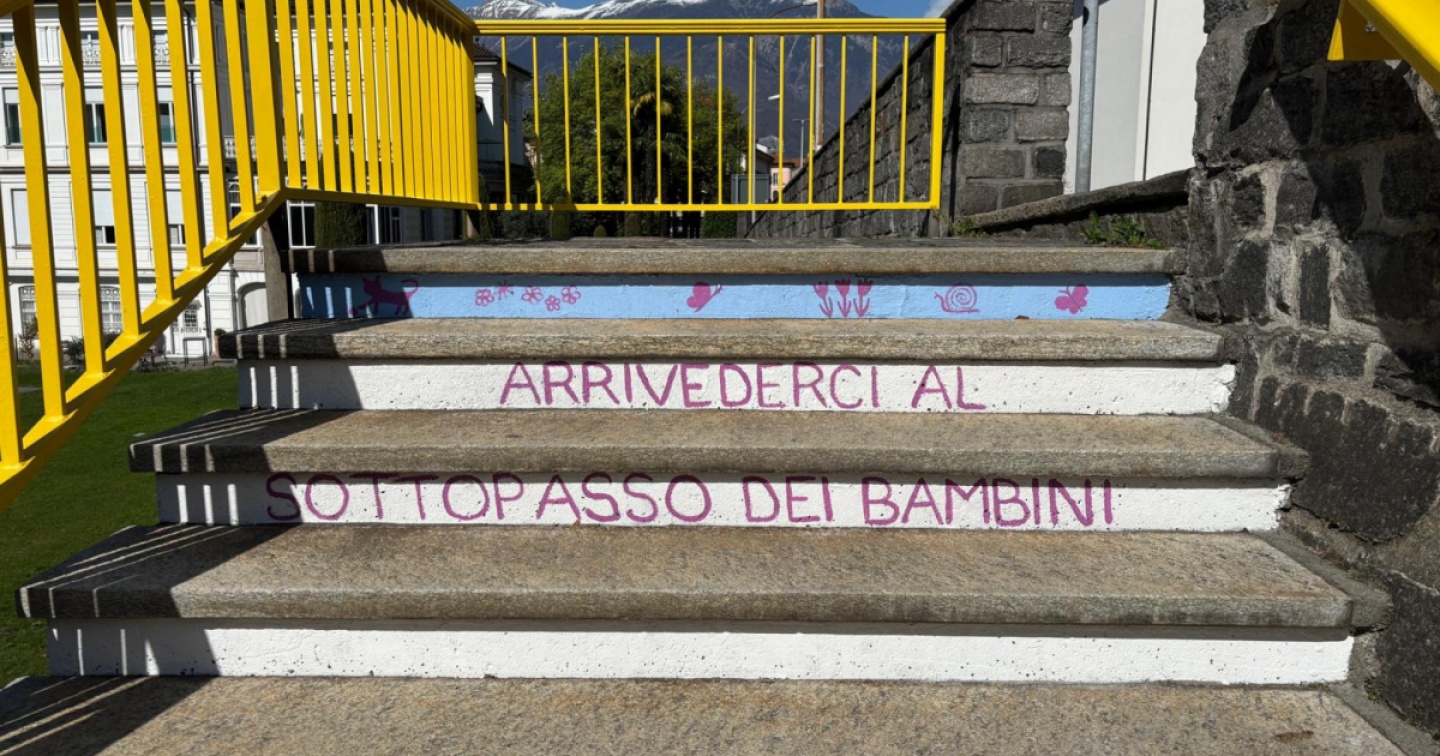 ARRIVEDERCI AL
SOTTOPASSO DEI BAMBINI